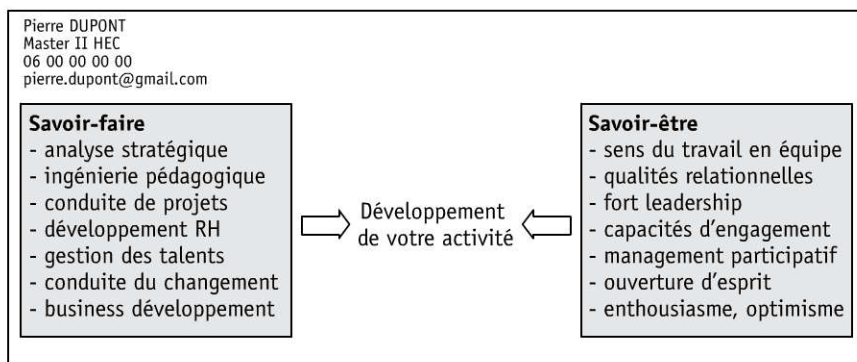 Pierre DUPONT
Master II HEC
06 00 00 00 00
pierre.dupont@gmail.com
Savoir-faire
- analyse stratégique
- ingénierie pédagogique
- conduite de projets
- développement RH
- gestion des talents
- conduite du changement
- business développement
Développement
de votre activité
Savoir-être
- sens du travail en équipe
- qualités relationnelles
- fort leadership
- capacités d'engagement
- management participatif
- ouverture d'esprit
- enthousiasme, optimisme